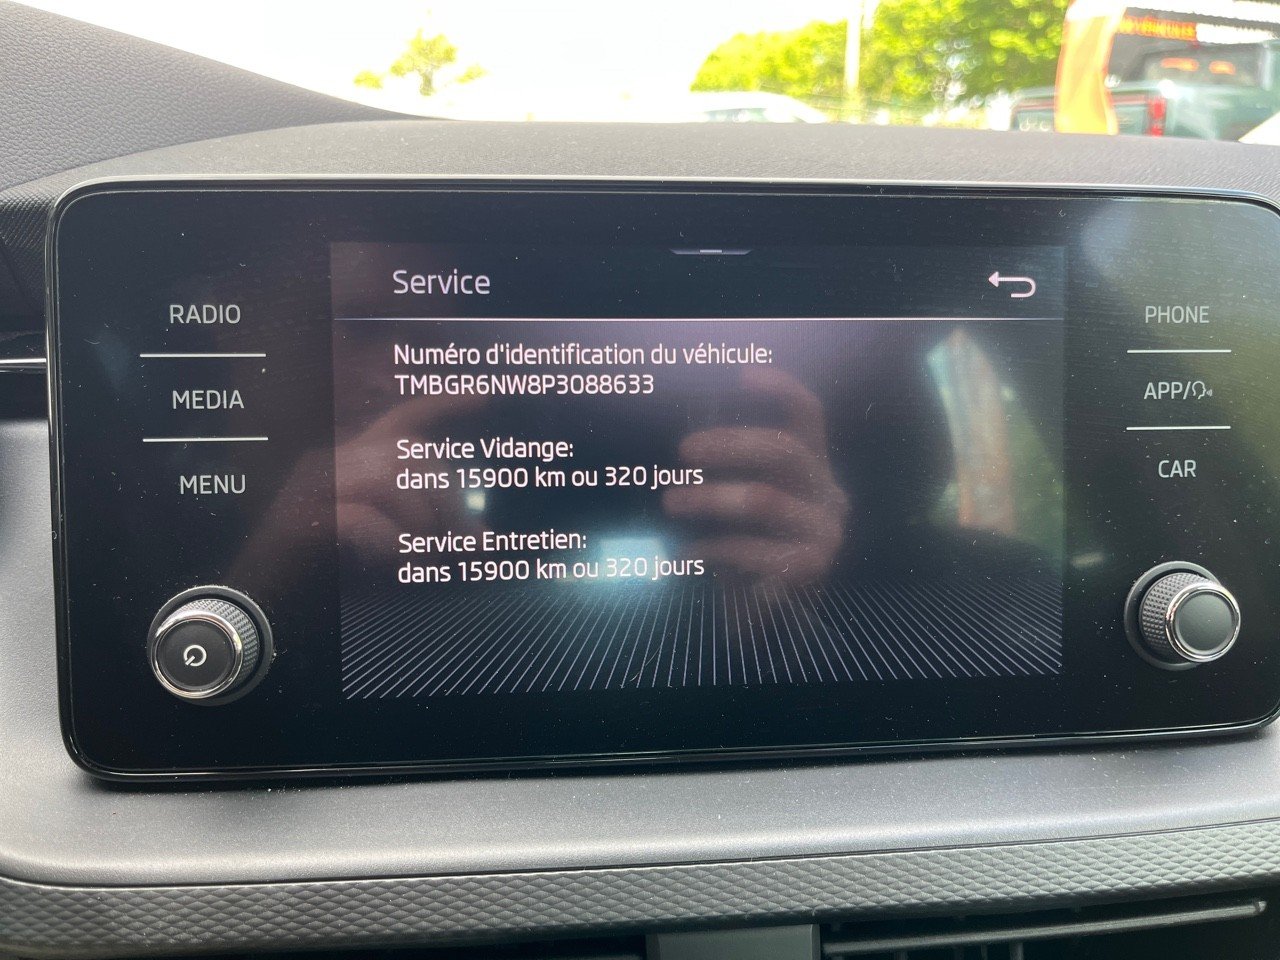 Service
RADIO
MEDIA
MENU
Numéro d'identification du véhicule:
TMBGR6NW8P3088633
Service Vidange:
dans 15900 km ou 320 jours
Service Entretien:
dans 15900 km ou 320 jours
PHONE
APP/
CAR